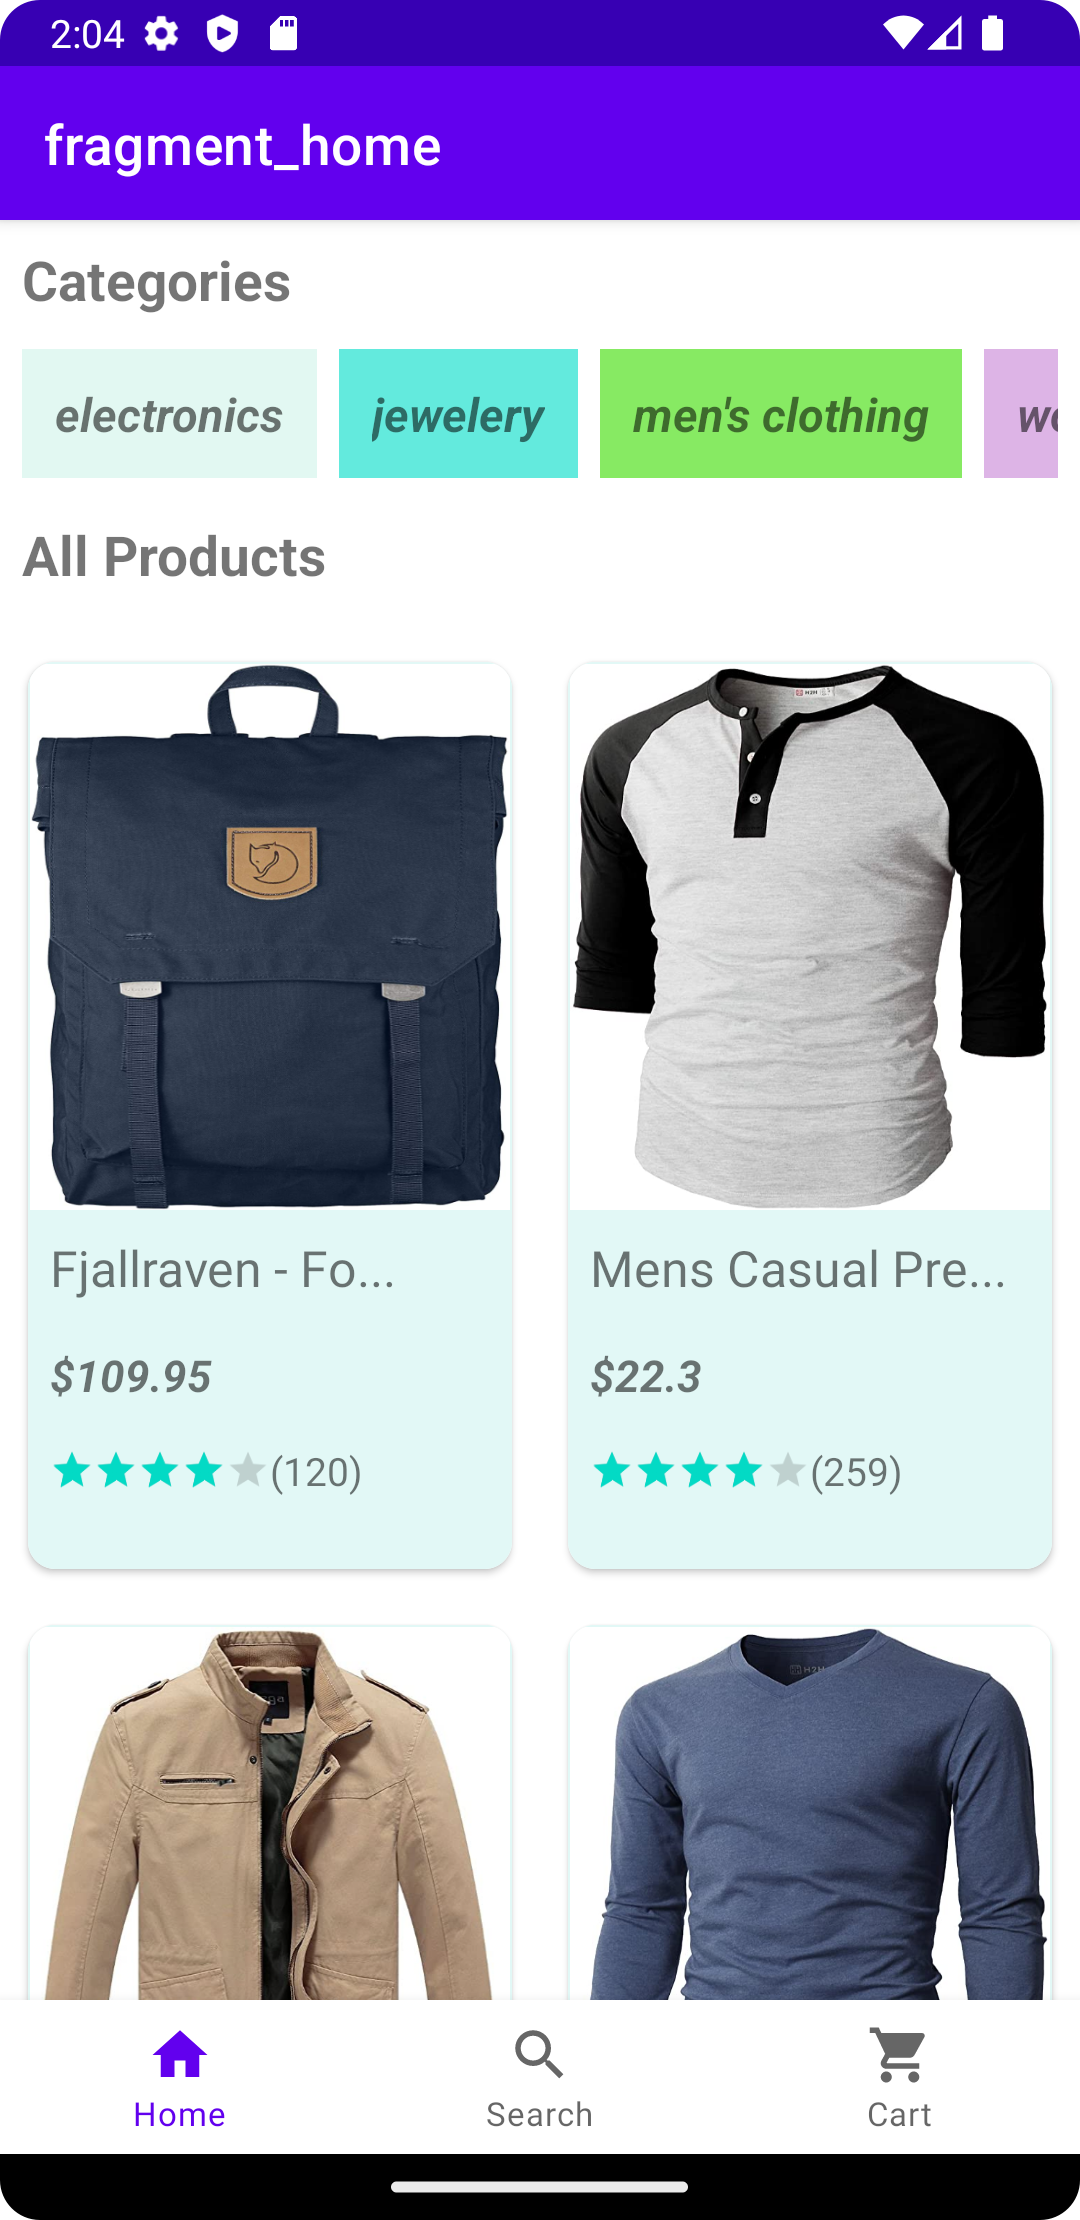 2:04
fragment_home
Categories
electronics
jewelery
men's clothing
All Products
Fjallraven - Fo...
Mens Casual Pre...
$109.95
$22.3
(120)
(259)
Home
Search
Cart